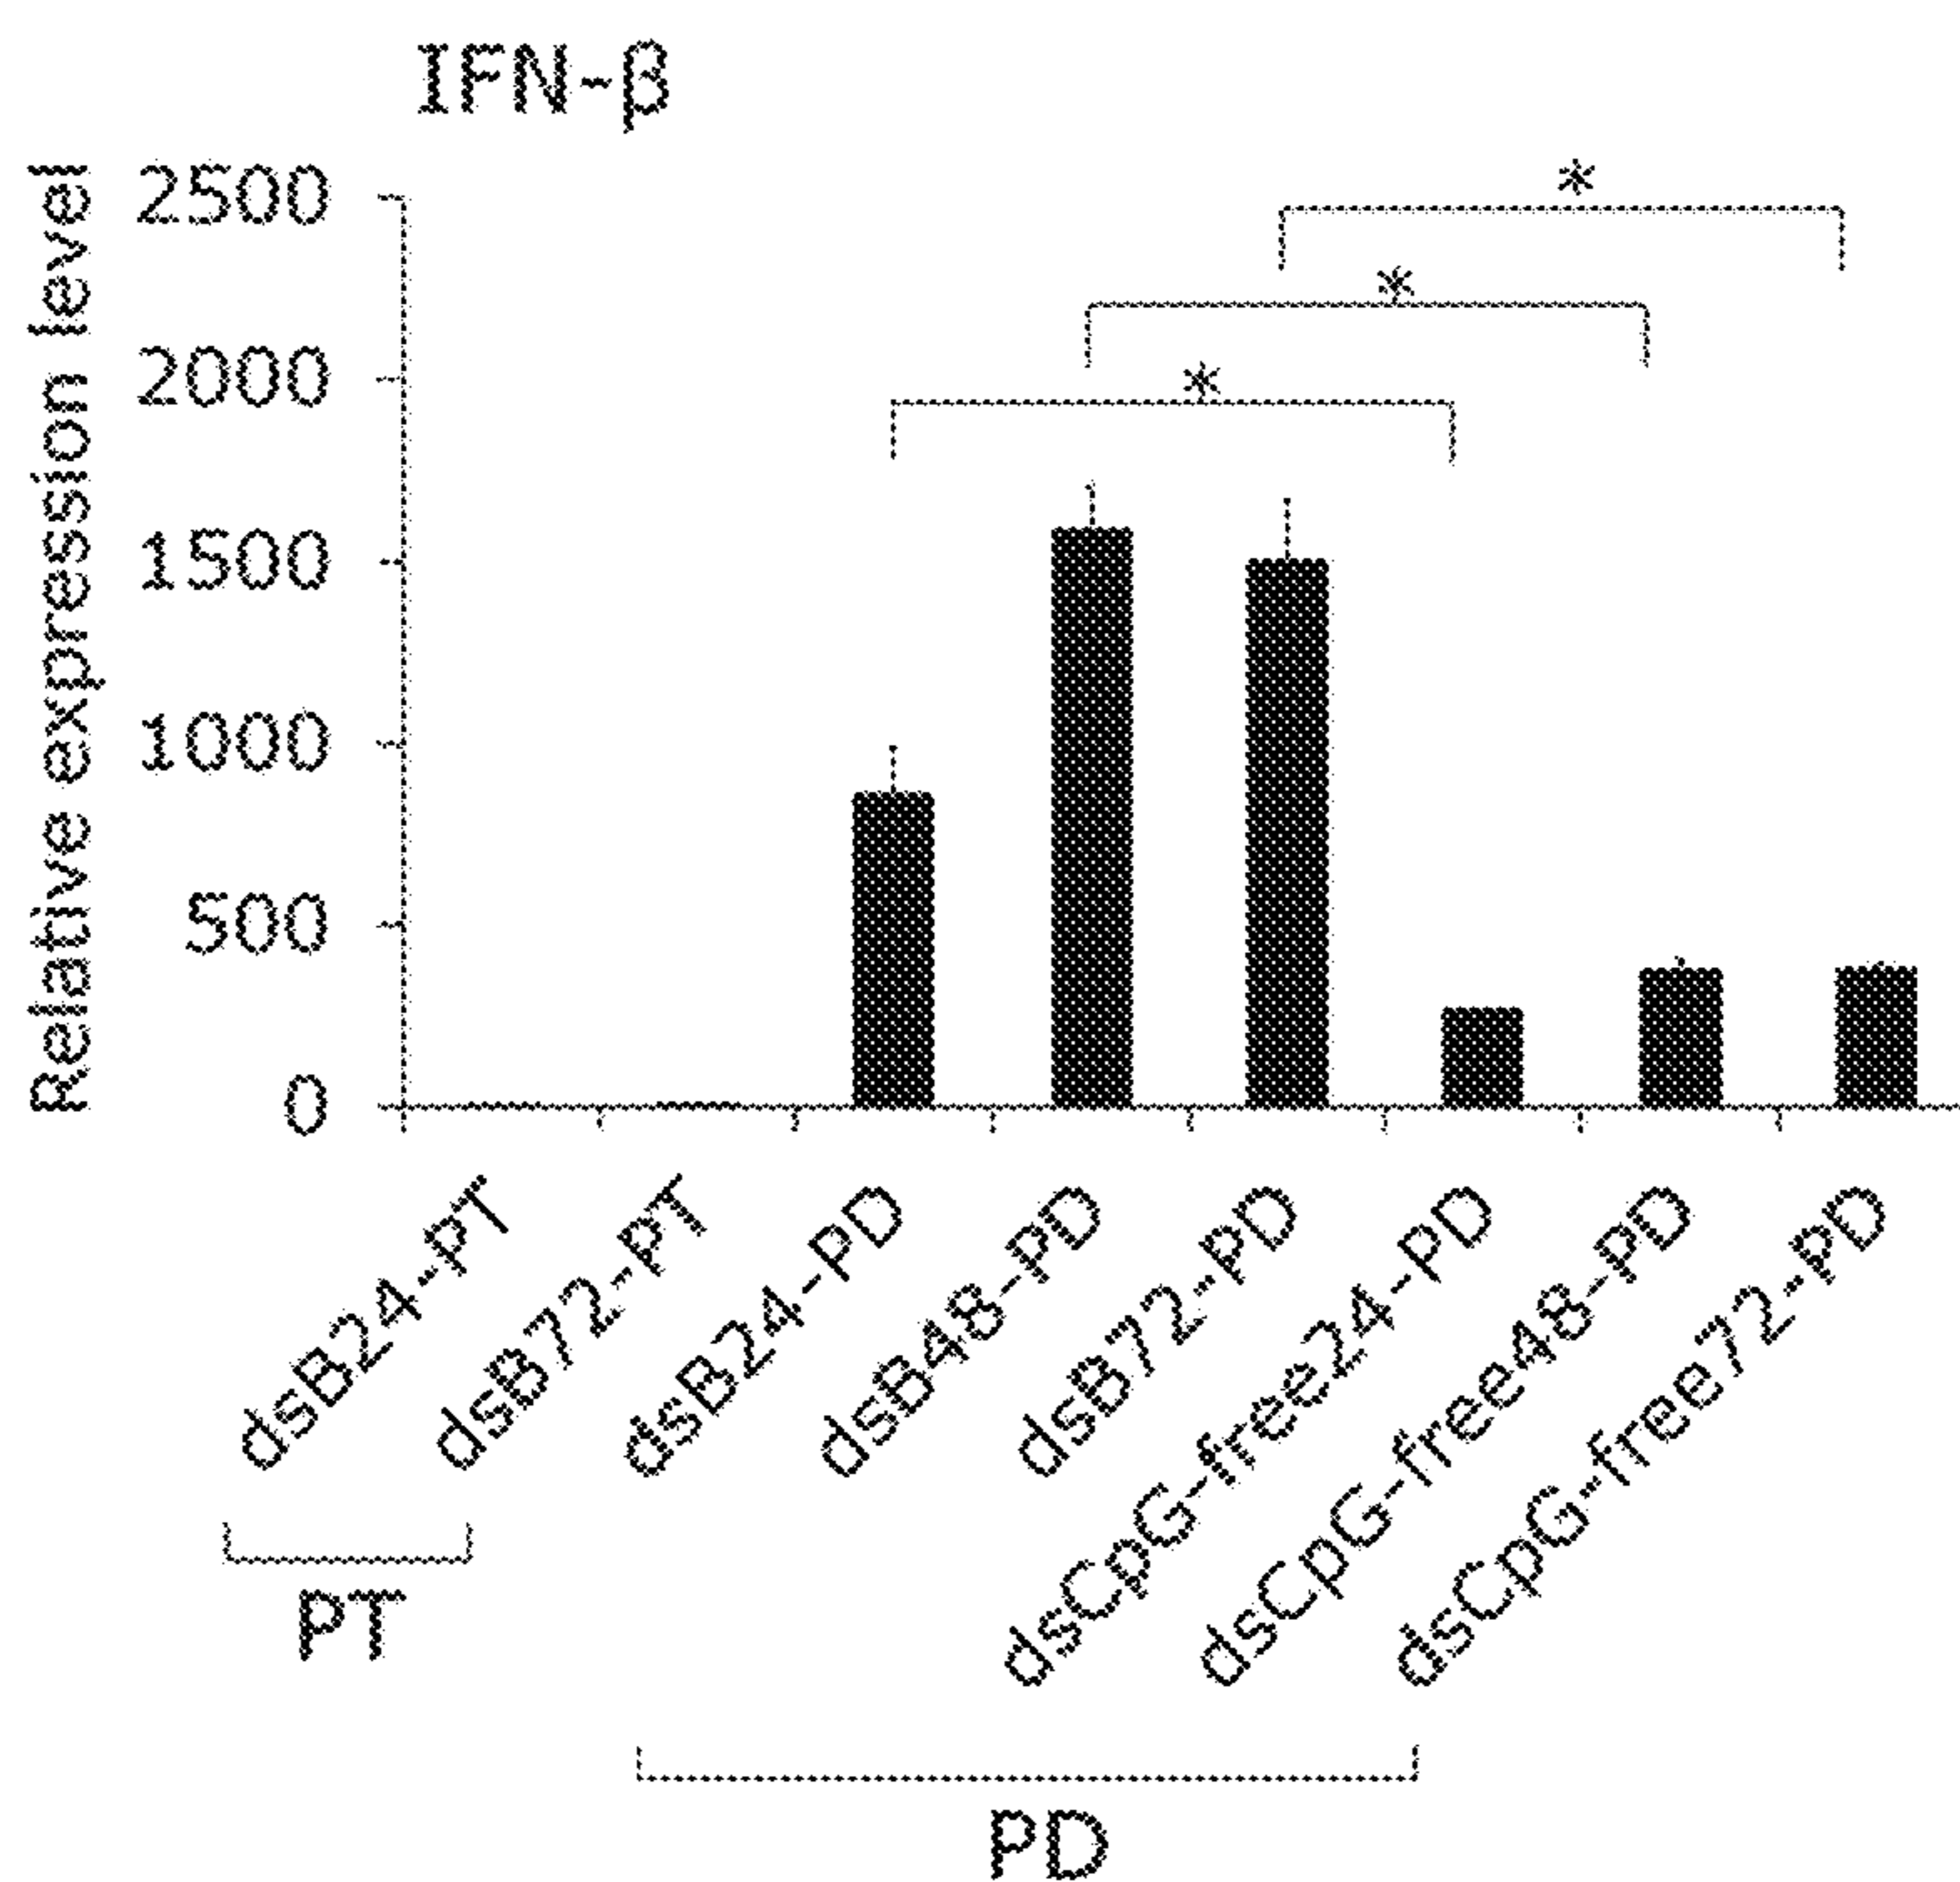 IFN-β
Relative expression level
2500
2000
1500
1000
500
0
*
*
*
dsB24-PT
dsB72-PT
dsB24-PD
dsB48-PD
dsB72-PD
dsCpG-free24-PD
dsCpG-free48-PD
dsCpG-free72-PD
PT
PD